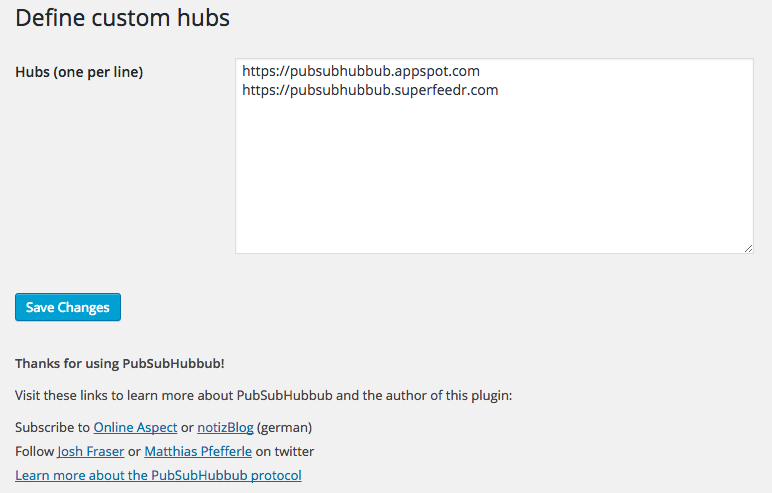 Define custom hubs
Hubs (one per line)
https://pubsubhubbub.appspot.com
https://pubsubhubbub.superfeedr.com
Save Changes
Thanks for using PubSubHubbub!
Visit these links to learn more about PubSubHubbub and the author of this plugin:
Subscribe to Online Aspect or notizBlog (german)
Follow Josh Fraser or Matthias Pfefferle on twitter
Learn more about the PubSubHubbub protocol